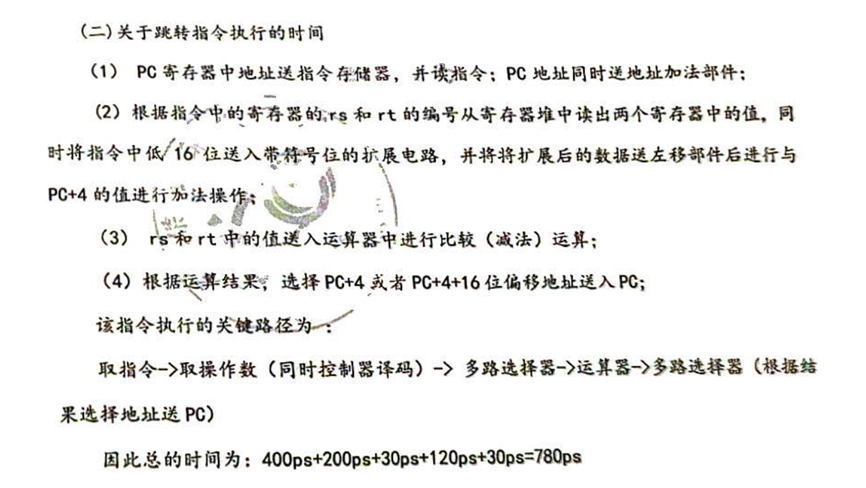 (二)关于跳转指令执行的时间
(1) PC 寄存器中地址送指令存储器，并读指令；PC 地址同时送地址加法部件；
(2) 根据指令中的寄存器的 rs 和 rt 的编号从寄存器堆中读出两个寄存器中的值，同
时将指令中低 16 位送入带符号位的扩展电路，并将将扩展后的数据送左移部件后进行与
PC+4 的值进行加法操作；
(3) rs 和 rt 中的值送入运算器中进行比较（减法）运算；
(4) 根据运算结果，选择 PC+4 或者 PC+4+16 位偏移地址送入 PC；
该指令执行的关键路径为：
取指令->取操作数（同时控制器译码）-> 多路选择器->运算器->多路选择器（根据结
果选择地址送 PC）
因此总的时间为：400ps+200ps+30ps+120ps+30ps=780ps